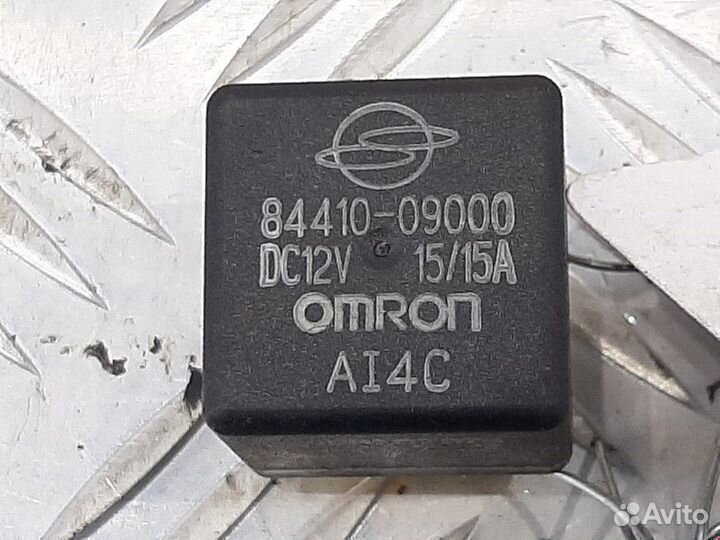 84410-09000
DC12V 15/15A
OMRON
AI4C
Avito